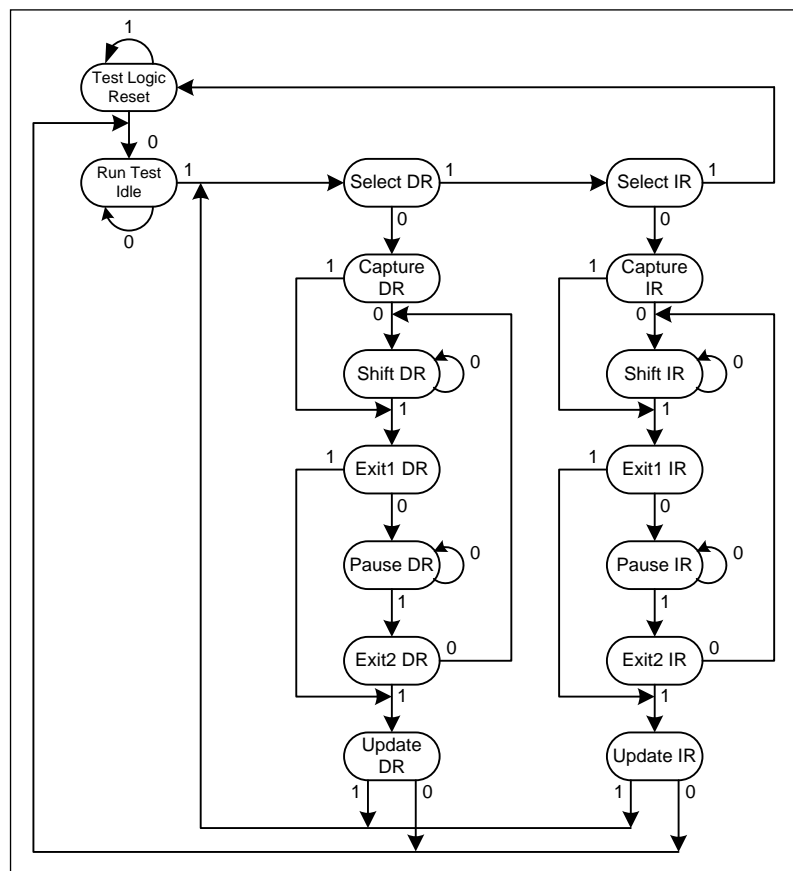 1
Test Logic
Reset
0
Run Test
Idle
1
0
Select DR
1
Select IR
1
0
0
1
Capture
DR
0
1
Capture
IR
0
Shift DR
0
1
Shift IR
0
1
1
Exit1 DR
0
1
Exit1 IR
0
Pause DR
0
1
Pause IR
0
1
Exit2 DR
0
1
Exit2 IR
0
1
Update
DR
1
0
Update IR
1
0